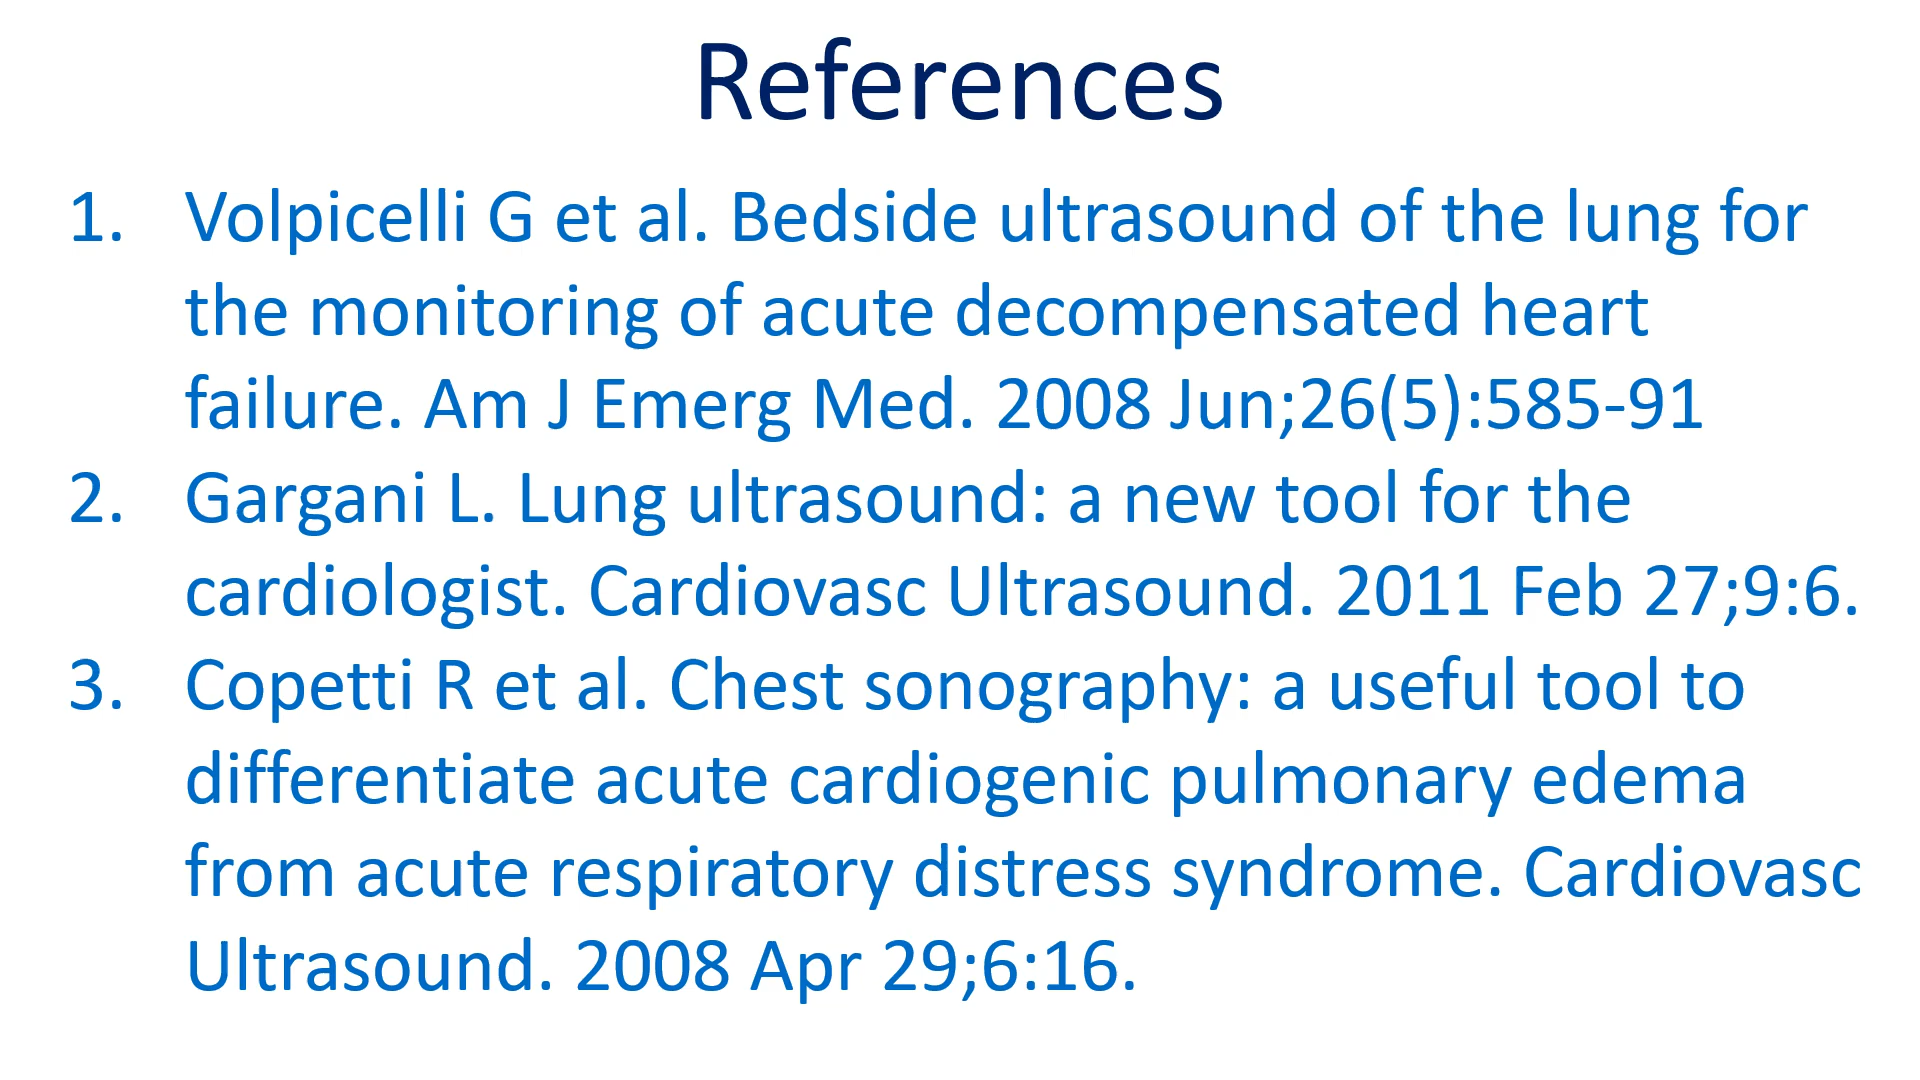 References
1. Volpicelli G et al. Bedside ultrasound of the lung for
the monitoring of acute decompensated heart
failure. Am J Emerg Med. 2008 Jun;26(5):585-91
2. Gargani L. Lung ultrasound: a new tool for the
cardiologist. Cardiovasc Ultrasound. 2011 Feb 27;9:6.
3. Copetti R et al. Chest sonography: a useful tool to
differentiate acute cardiogenic pulmonary edema
from acute respiratory distress syndrome. Cardiovasc
Ultrasound. 2008 Apr 29;6:16.